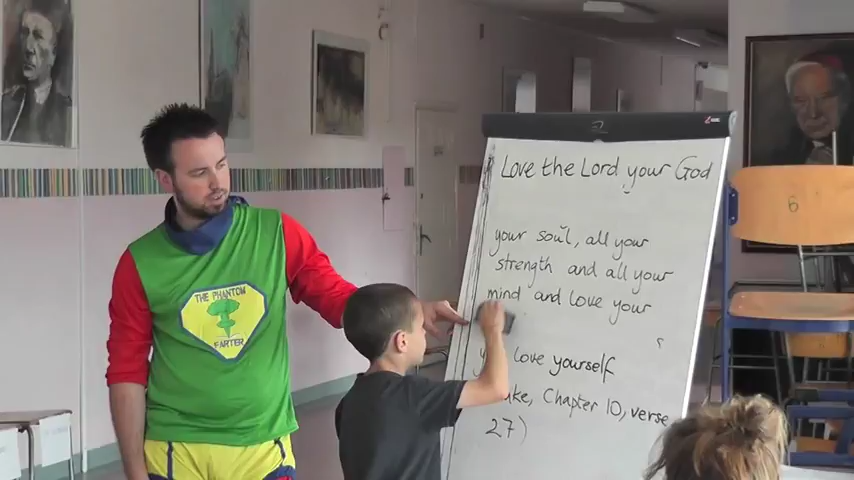 THE PHANTOM
FARTER
Love the Lord your God
your soul, all your
strength and all your
mind and love your
love yourself
Chapter 10, verse
27)
6